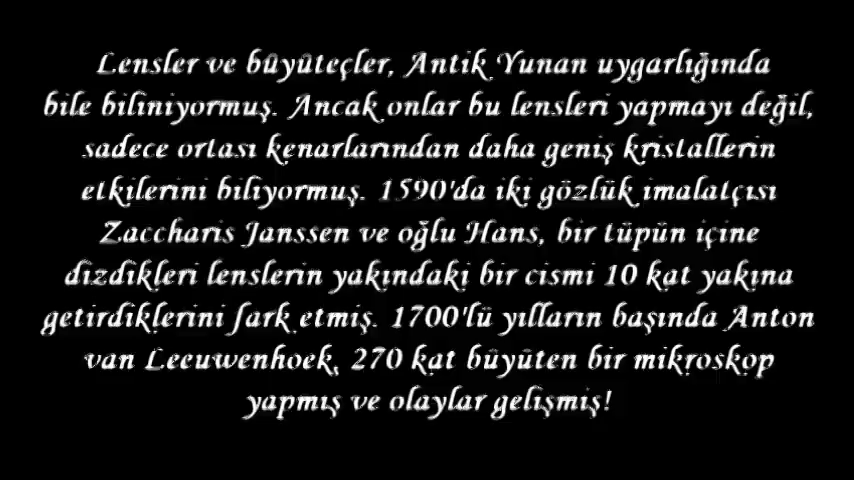 Lensler ve büyüteçler, Antik Yunan uygarlığında
bile biliniyormuş. Ancak onlar bu lensleri yapmayı değil,
sadece ortası kenarlarından daha geniş kristallerin
etkilerini biliyormuş. 1590'da iki gözlük imalatçısı
Zaccharis Janssen ve oğlu Hans, bir tüpün içine
dizdikleri lenslerin yakındaki bir cismi 10 kat yakına
getirdiklerini fark etmiş. 1700'lü yılların başında Anton
van Leeuwenhoek, 270 kat büyüten bir mikroskop
yapmış ve olaylar gelişmiş!